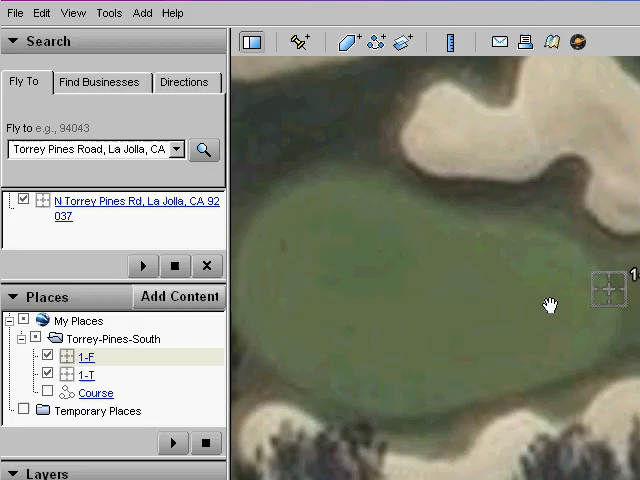 File Edit View Tools Add Help
Search
Fly To Find Businesses Directions
Fly to e.g., 94043
Torrey Pines Road, La Jolla, CA
N Torrey Pines Rd, La Jolla, CA 92
037
Places Add Content
My Places
Torrey-Pines-South
1-F
1-T
Course
Temporary Places
Layers